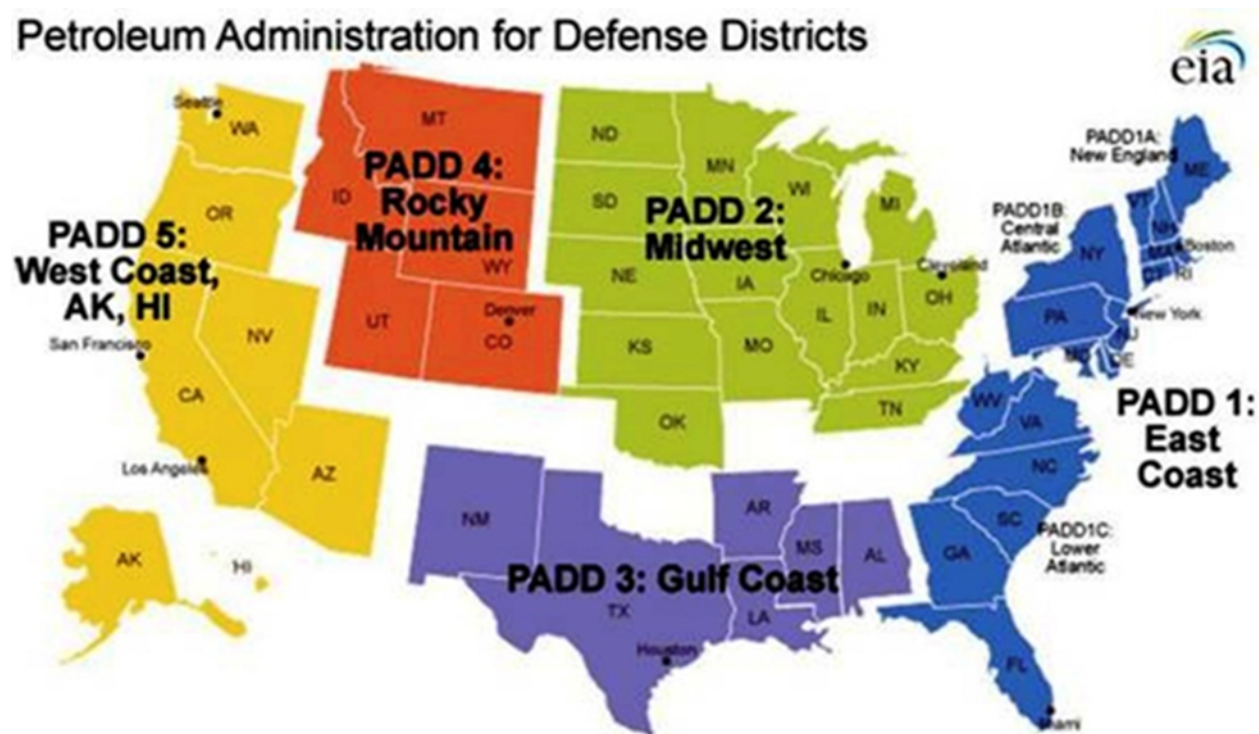 Petroleum Administration for Defense Districts
eia
Seattle
WA
OR
PADD 5:
West Coast,
AK, HI
San Francisco
NV
CA
Los Angeles
AZ
AK
HI
MT
PADD 4:
Rocky
Mountain
ID
WY
UT
Denver
CO
ND
MN
SD
WI
MI
PADD 2:
Midwest
NE
IA
Chicago
Cleveland
IL
IN
OH
KS
MO
KY
OK
TN
NM
AR
MS
AL
PADD 3: Gulf Coast
TX
LA
Houston
PADD1A:
New England
ME
VT
NH
PADD1B:
Central
Atlantic
NY
MA
Boston
CT
RI
PA
New York
NJ
MD
DE
WV
VA
PADD 1:
East
Coast
NC
SC
GA
PADD1C:
Lower
Atlantic
FL
Miami